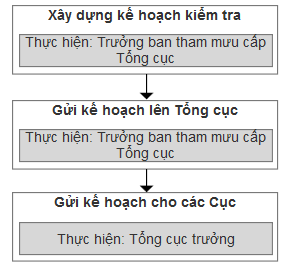 Xây dựng kế hoạch kiểm tra
Thực hiện: Trưởng ban tham mưu cấp
Tổng cục
Gửi kế hoạch lên Tổng cục
Thực hiện: Trưởng ban tham mưu cấp
Tổng cục
Gửi kế hoạch cho các Cục
Thực hiện: Tổng cục trưởng